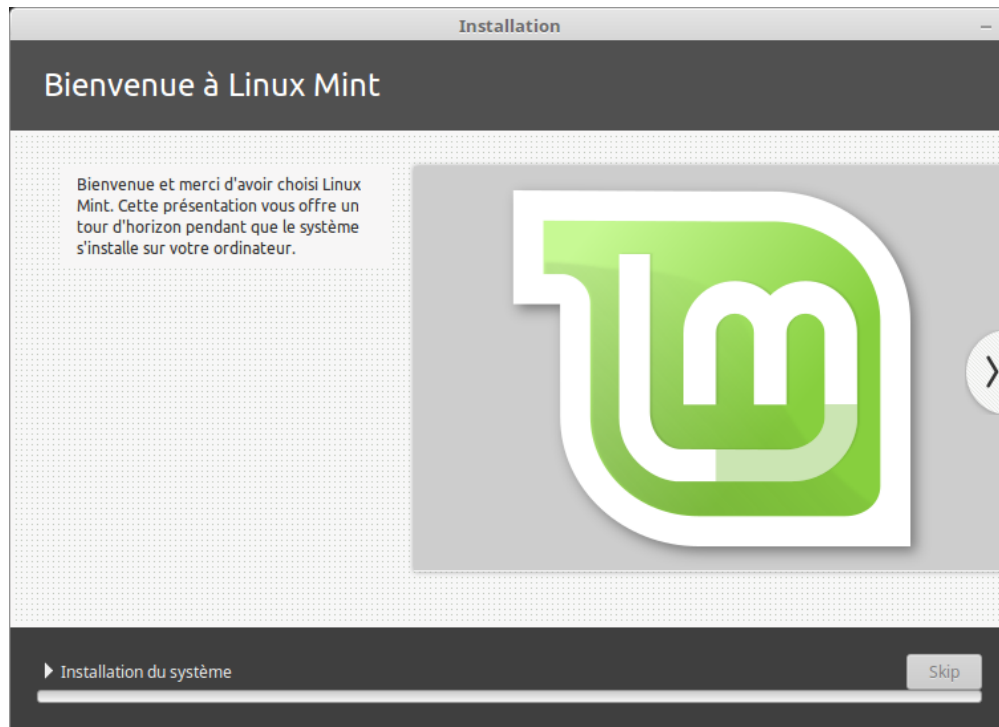 Installation
Bienvenue à Linux Mint
Bienvenue et merci d'avoir choisi Linux
Mint. Cette présentation vous offre un
tour d'horizon pendant que le système
s'installe sur votre ordinateur.
Installation du système
Skip